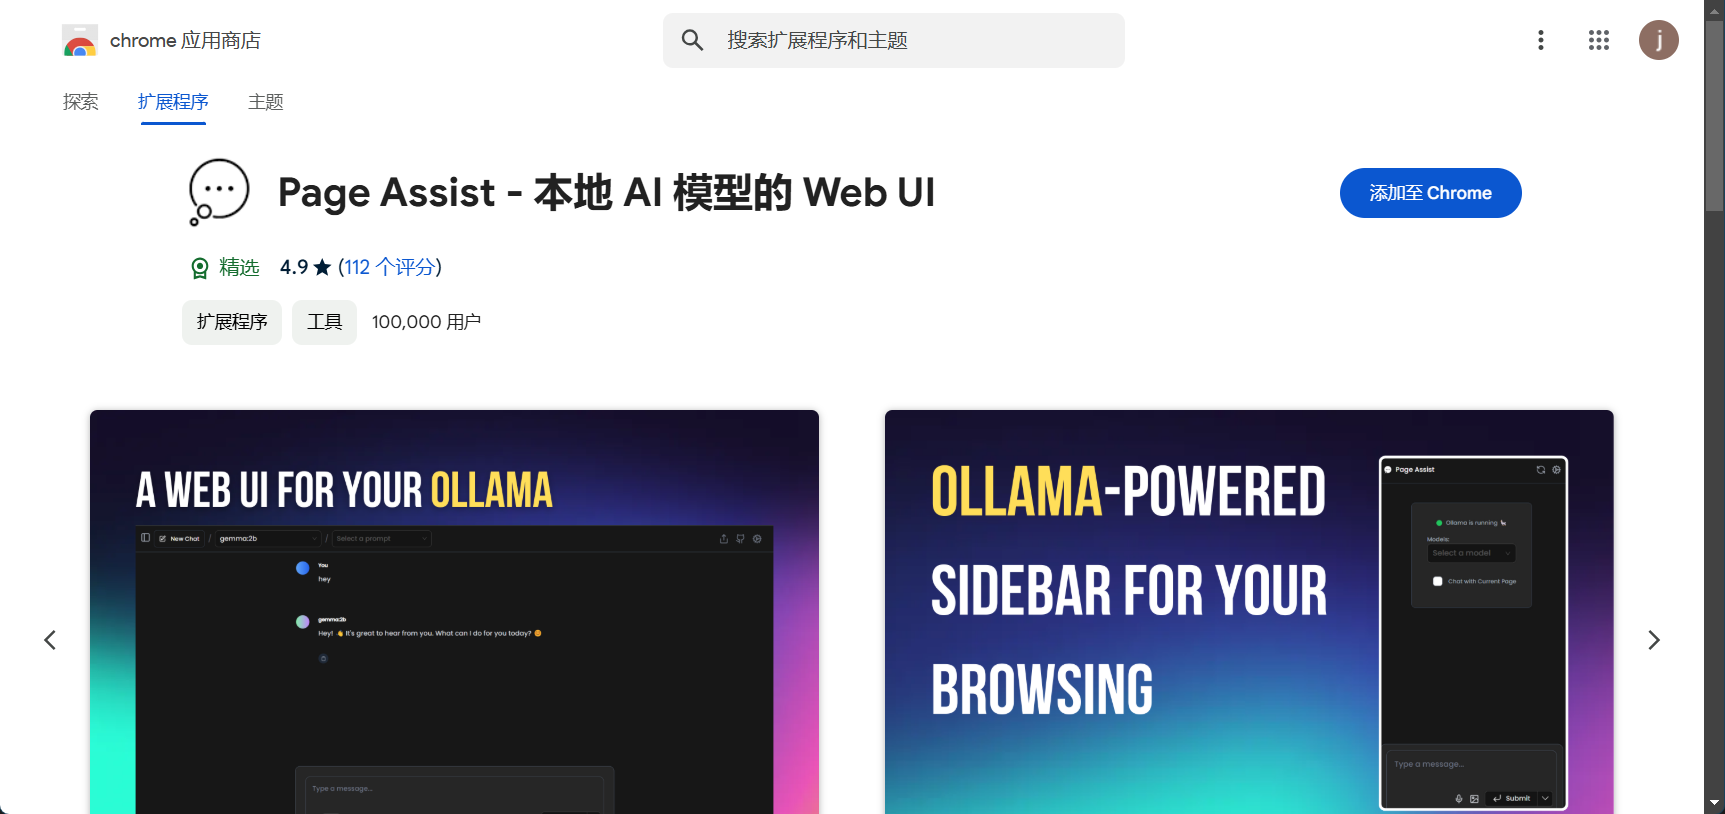 chrome 应用商店
搜索扩展程序和主题
j
探索
扩展程序
主题
Page Assist - 本地 AI 模型的 Web UI
添加至 Chrome
精选 4.9 ★ (112 个评分)
扩展程序
工具
100,000 用户
A WEB UI FOR YOUR OLLAMA
New Chat / gemma:2b / Select a prompt
You
hey
gemma:2b
Hey! 👋 It's great to hear from you. What can I do for you today? 😊
Type a message...
OLLAMA-POWERED
SIDEBAR FOR YOUR
BROWSING
Page Assist
Ollama is running 🦙
Models:
Select a model
Chat with Current Page
Type a message...
Submit